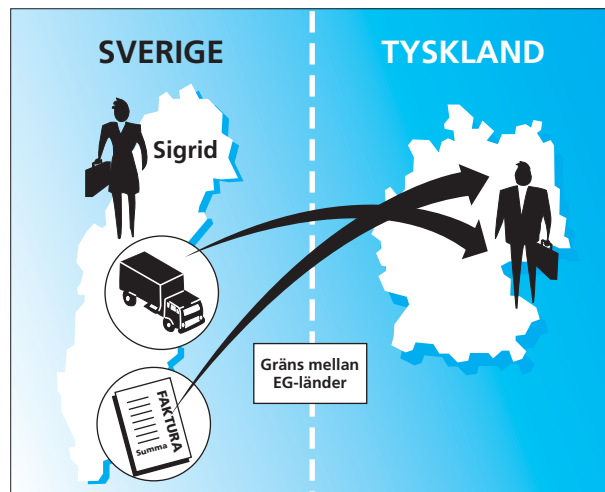 SVERIGE
TYSKLAND
Sigrid
Gräns mellan
EG-länder
FAKTURA
Summa